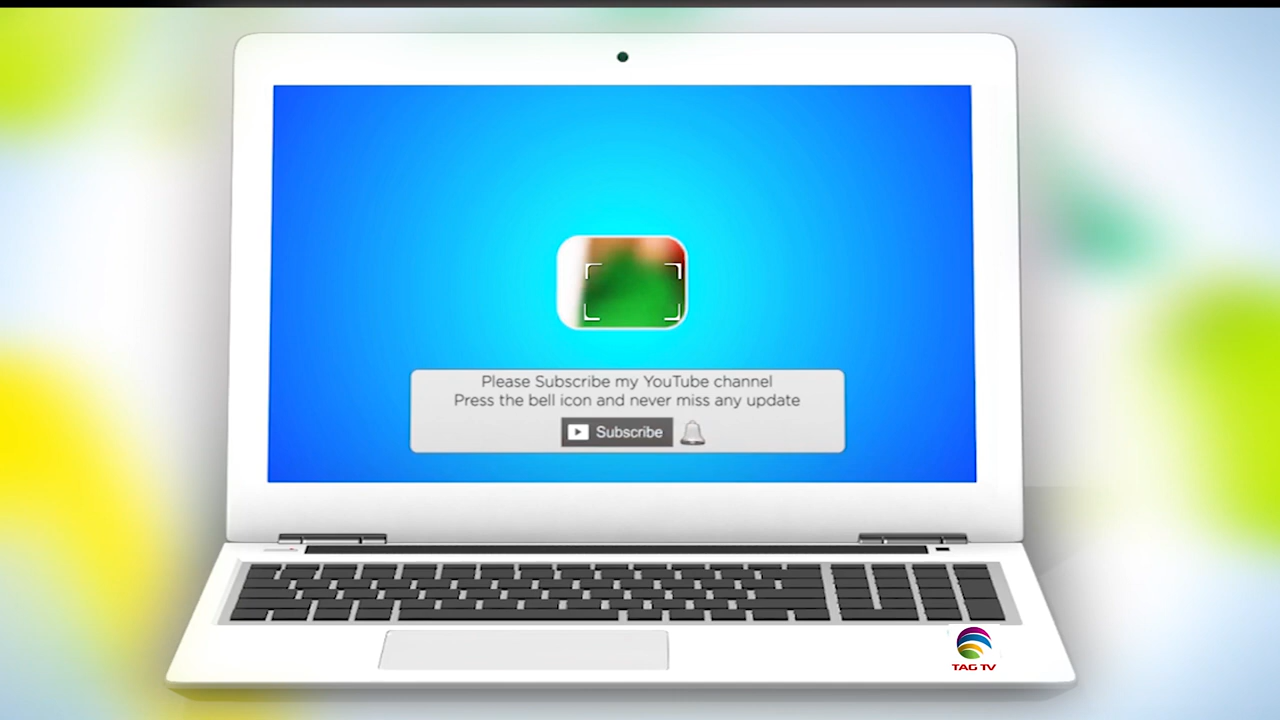 Please Subscribe my YouTube channel
Press the bell icon and never miss any update
Subscribe
TAG TV